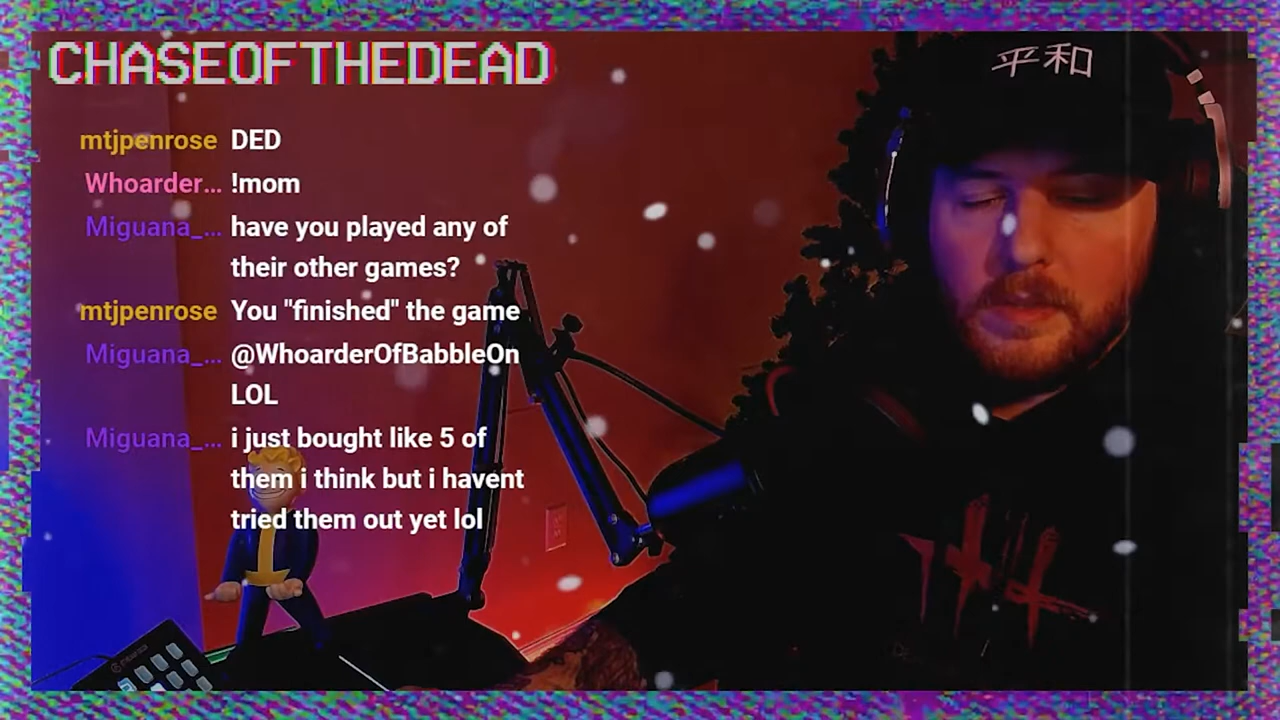 CHASEOFTHEDEAD
平和
mtjpenrose DED
Whoarder... !mom
Miguana_... have you played any of
their other games?
mtjpenrose You "finished" the game
Miguana_... @WhoarderOfBabbleOn
LOL
Miguana_... i just bought like 5 of
them i think but i havent
tried them out yet lol